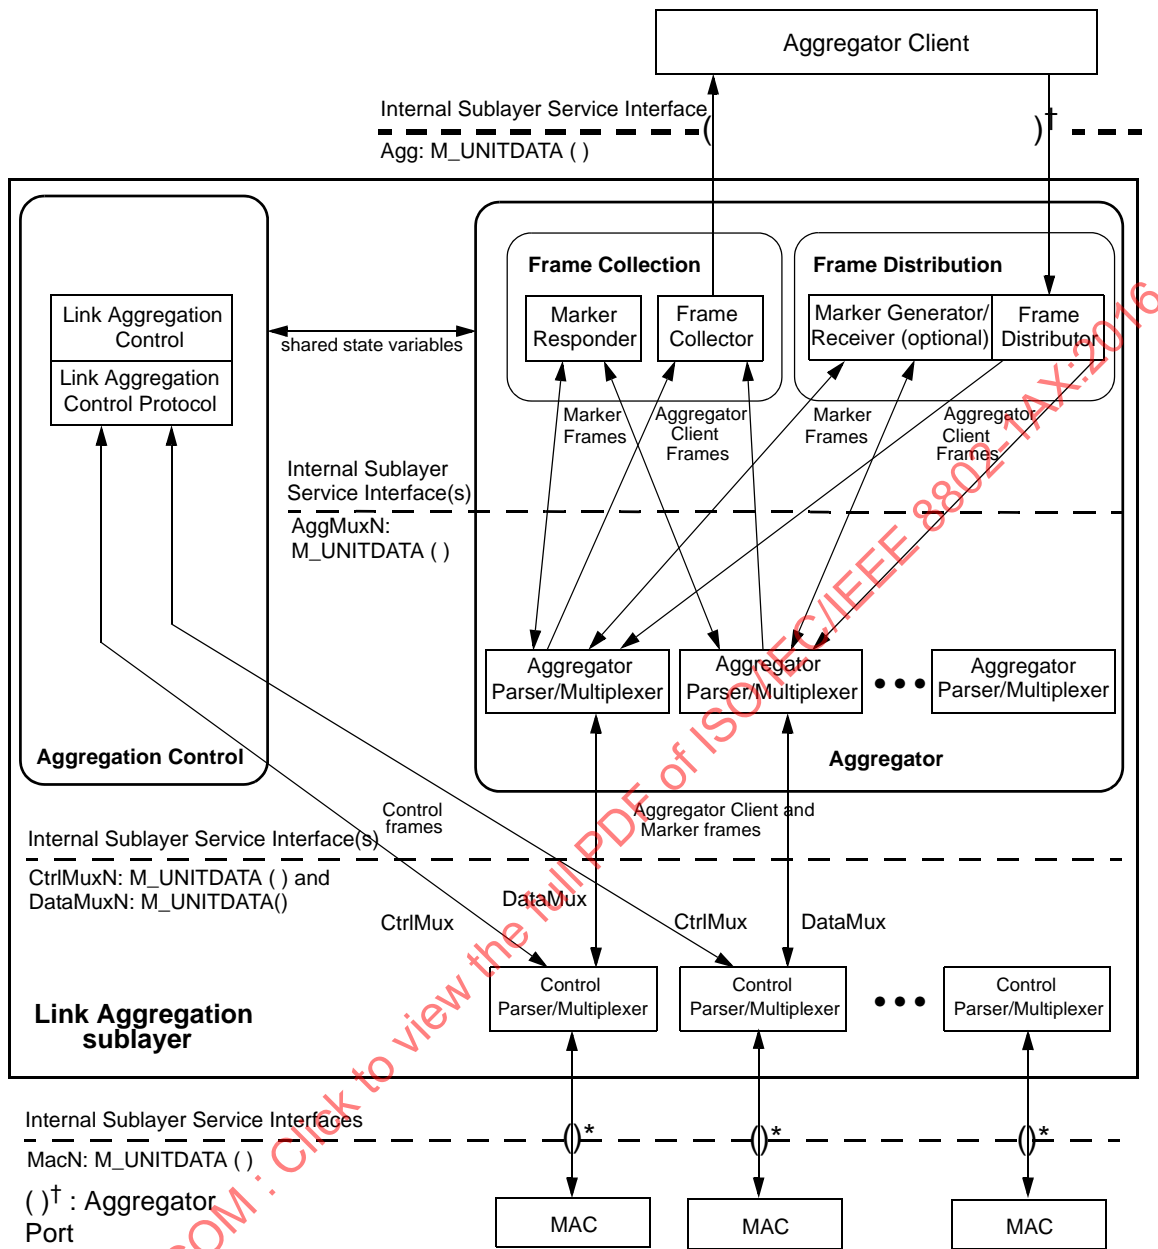 Aggregator Client
Internal Sublayer Service Interface
( )†
Agg: M_UNITDATA ( )
Frame Collection
Frame Distribution
Link Aggregation
Control
Link Aggregation
Control Protocol
shared state variables
Marker
Responder
Frame
Collector
Marker Generator/
Receiver (optional)
Frame
Distributor
Marker
Frames
Aggregator
Client
Frames
Marker
Frames
Aggregator
Client
Frames
Internal Sublayer
Service Interface(s)
AggMuxN:
M_UNITDATA ( )
Aggregator
Parser/Multiplexer
Aggregator
Parser/Multiplexer
•••
Aggregator
Parser/Multiplexer
Aggregation Control
Aggregator
Control
frames
Aggregator Client and
Marker frames
Internal Sublayer Service Interface(s)
CtrlMuxN: M_UNITDATA ( ) and
DataMuxN: M_UNITDATA()
CtrlMux
DataMux
CtrlMux
DataMux
Control
Parser/Multiplexer
Control
Parser/Multiplexer
•••
Control
Parser/Multiplexer
Link Aggregation
sublayer
Internal Sublayer Service Interfaces
()*
()*
()*
MacN: M_UNITDATA ( )
( )† : Aggregator
Port
MAC
MAC
MAC
COM : Click to view the full PDF of ISO/IEC/IEEE 8802-1AX:2016